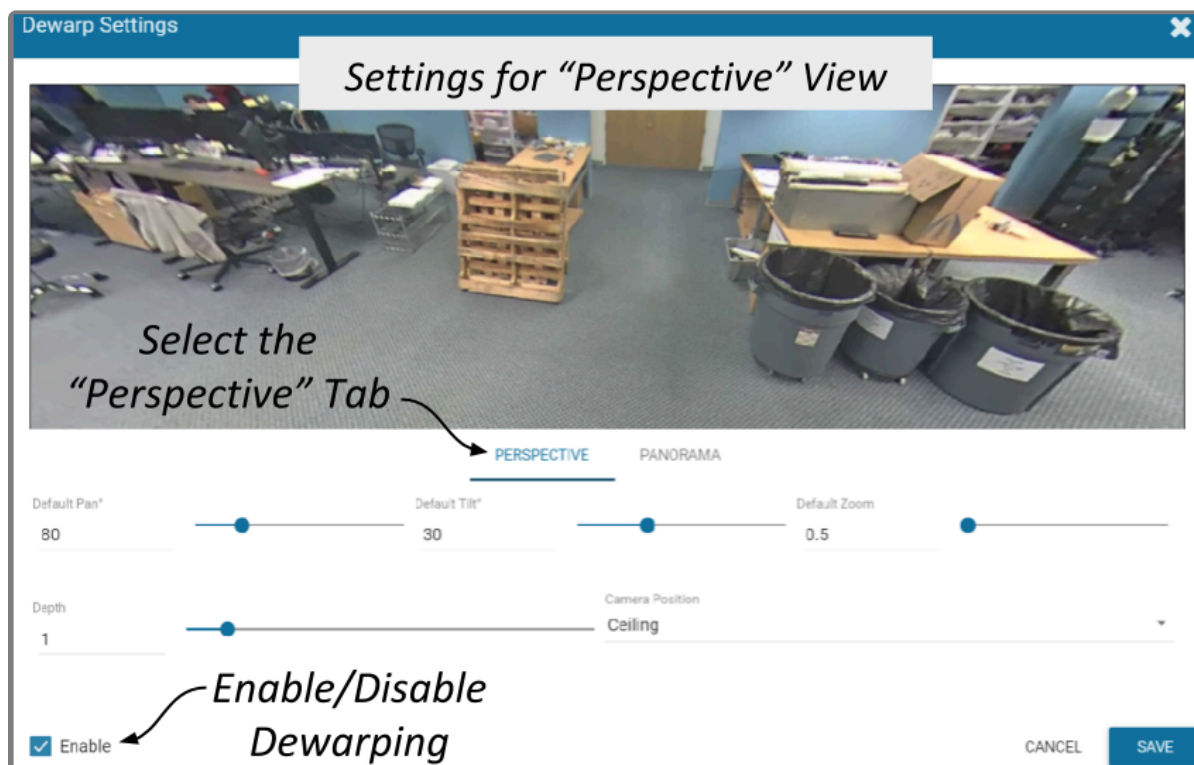 Dewarp Settings
Settings for “Perspective” View
Select the
“Perspective” Tab
PERSPECTIVE PANORAMA
Default Pan° Default Tilt° Default Zoom
80 30 0.5
Depth Camera Position
1 Ceiling
Enable/Disable
Dewarping
Enable CANCEL SAVE